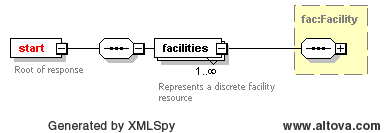 fac:Facility
start
facilities
Root of response
1..∞
Represents a discrete facility
resource
Generated by XMLSpy
www.altova.com